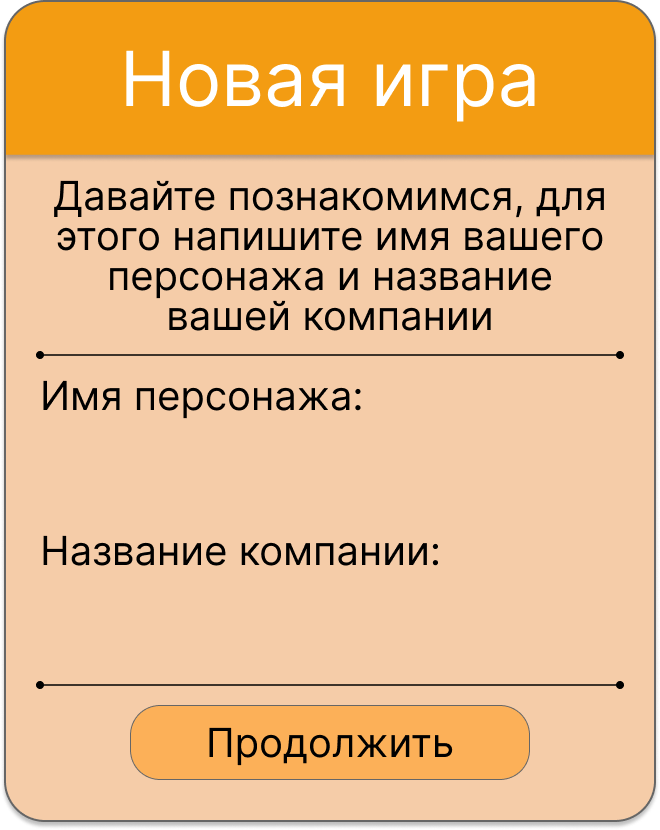 Новая игра
Давайте познакомимся, для
этого напишите имя вашего
персонажа и название
вашей компании
Имя персонажа:
Название компании:
Продолжить